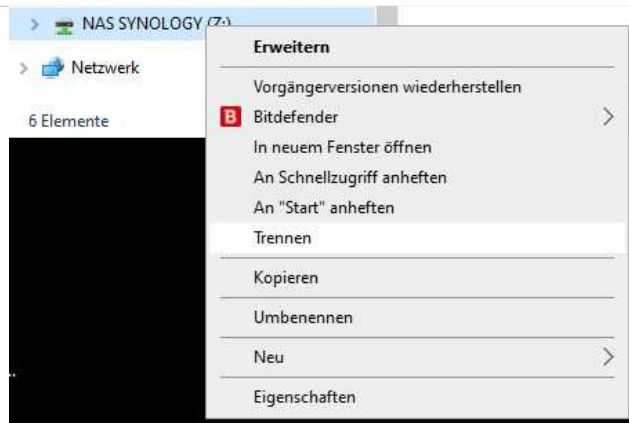 NAS SYNOLOGY (Z:)
Netzwerk
6 Elemente
Erweitern
Vorgängerversionen wiederherstellen
B Bitdefender
In neuem Fenster öffnen
An Schnellzugriff anheften
An "Start" anheften
Trennen
Kopieren
Umbenennen
Neu
Eigenschaften
..